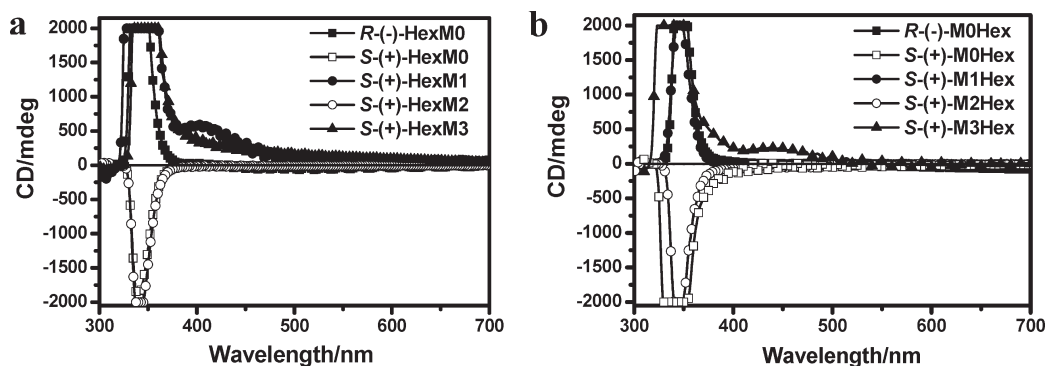 a
2000
1500
1000
500
0
-500
-1000
-1500
-2000
CD/mdeg
300
400
500
600
700
Wavelength/nm
R-(-)-HexM0
S-(+)-HexM0
S-(+)-HexM1
S-(+)-HexM2
S-(+)-HexM3
b
2000
1500
1000
500
0
-500
-1000
-1500
-2000
CD/mdeg
300
400
500
600
700
Wavelength/nm
R-(-)-M0Hex
S-(+)-M0Hex
S-(+)-M1Hex
S-(+)-M2Hex
S-(+)-M3Hex